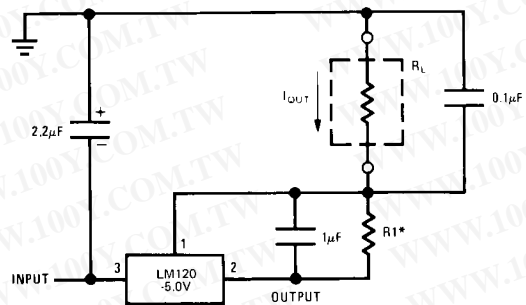 +
2.2µF
−
RL
IOUT
0.1µF
1
1µF
R1*
INPUT
3
LM120
-5.0V
2
OUTPUT
WWW.100Y.COM.TW